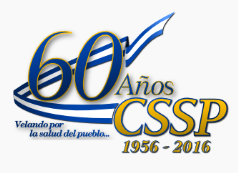 60 Años
Velando por
la salud del pueblo...
CSSP
1956 - 2016